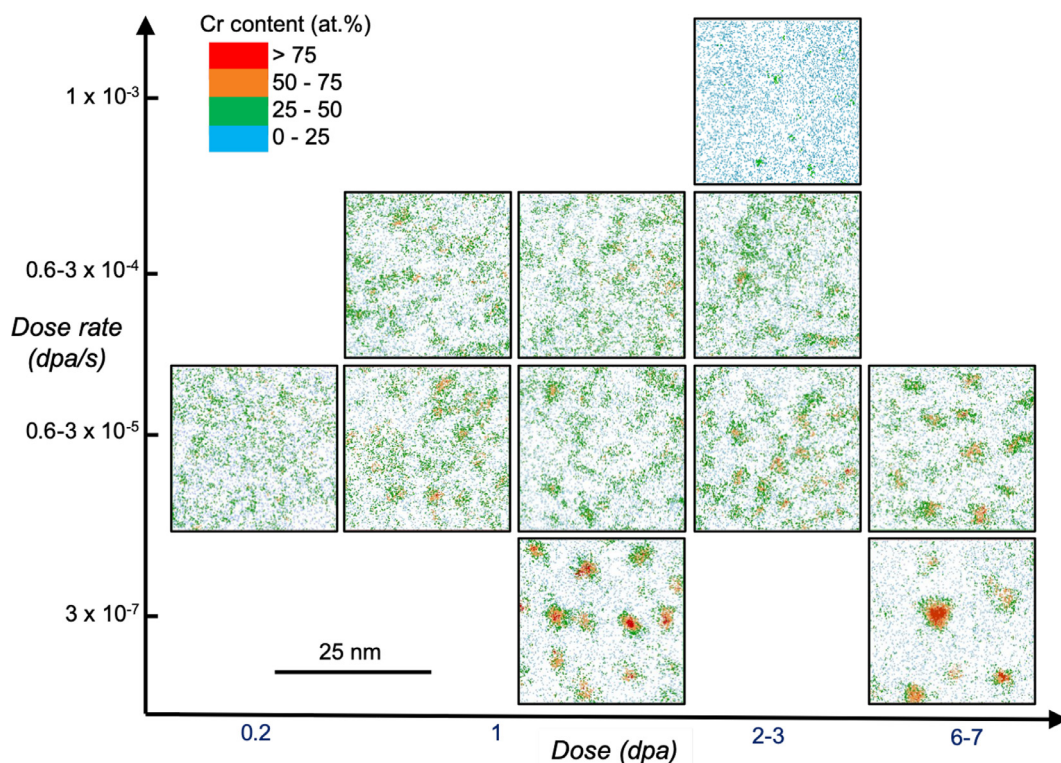 Cr content (at.%)
> 75
50 - 75
25 - 50
0 - 25
1 x 10⁻³
0.6-3 x 10⁻⁴
Dose rate
(dpa/s)
0.6-3 x 10⁻⁵
3 x 10⁻⁷
25 nm
0.2
1
2-3
6-7
Dose (dpa)